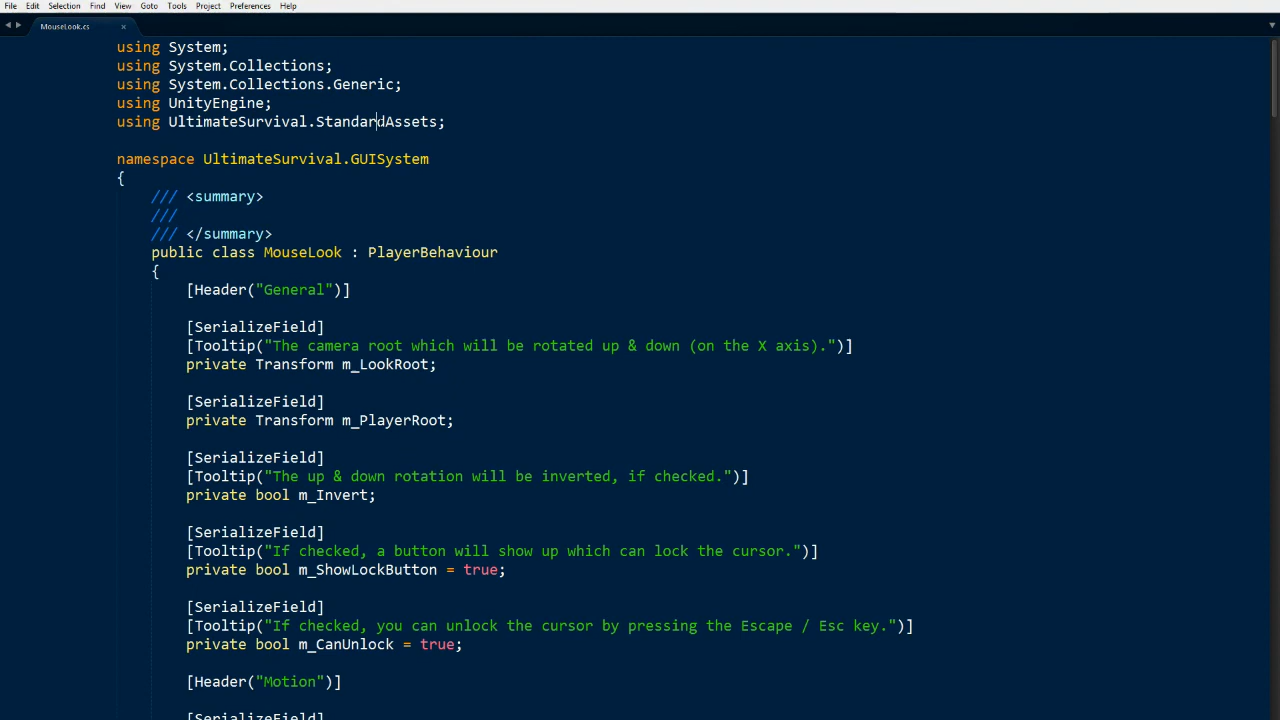 File Edit Selection Find View Goto Tools Project Preferences Help
MouseLook.cs ×
using System;
using System.Collections;
using System.Collections.Generic;
using UnityEngine;
using UltimateSurvival.StandardAssets;
namespace UltimateSurvival.GUISystem
{
/// <summary>
///
/// </summary>
public class MouseLook : PlayerBehaviour
{
[Header("General")]
[SerializeField]
[Tooltip("The camera root which will be rotated up & down (on the X axis).")]
private Transform m_LookRoot;
[SerializeField]
private Transform m_PlayerRoot;
[SerializeField]
[Tooltip("The up & down rotation will be inverted, if checked.")]
private bool m_Invert;
[SerializeField]
[Tooltip("If checked, a button will show up which can lock the cursor.")]
private bool m_ShowLockButton = true;
[SerializeField]
[Tooltip("If checked, you can unlock the cursor by pressing the Escape / Esc key.")]
private bool m_CanUnlock = true;
[Header("Motion")]
[SerializeField]